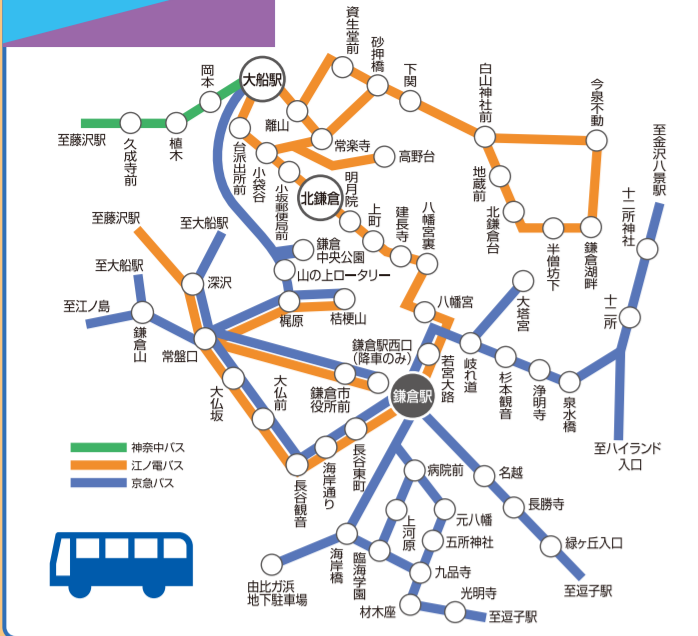 資生堂前
砂押橋
下関
岡本
大船駅
白山神社前
今泉不動
至藤沢駅
久成寺前
植木
離山
常楽寺
高野台
台派出所前
小袋谷
小坂郵便局前
北鎌倉
明月院
上町
建長寺
八幡宮裏
地蔵前
北鎌倉台
半僧坊下
鎌倉湖畔
至金沢八景駅
十二所神社
十二所
至藤沢駅
至大船駅
至大船駅
至江ノ島
鎌倉山
深沢
常盤口
鎌倉
中央公園
山の上ロータリー
梶原
桔梗山
八幡宮
大塔宮
鎌倉駅西口
(降車のみ)
鎌倉市
役所前
若宮大路
岐れ道
杉本観音
浄明寺
泉水橋
至ハイランド
入口
大仏坂
大仏前
鎌倉駅
長谷観音
海岸通り
長谷東町
神奈中バス
江ノ電バス
京急バス
病院前
名越
長勝寺
緑ヶ丘入口
至逗子駅
上河原
元八幡
五所神社
九品寺
海岸橋
臨海学園
由比ガ浜
地下駐車場
材木座
光明寺
至逗子駅